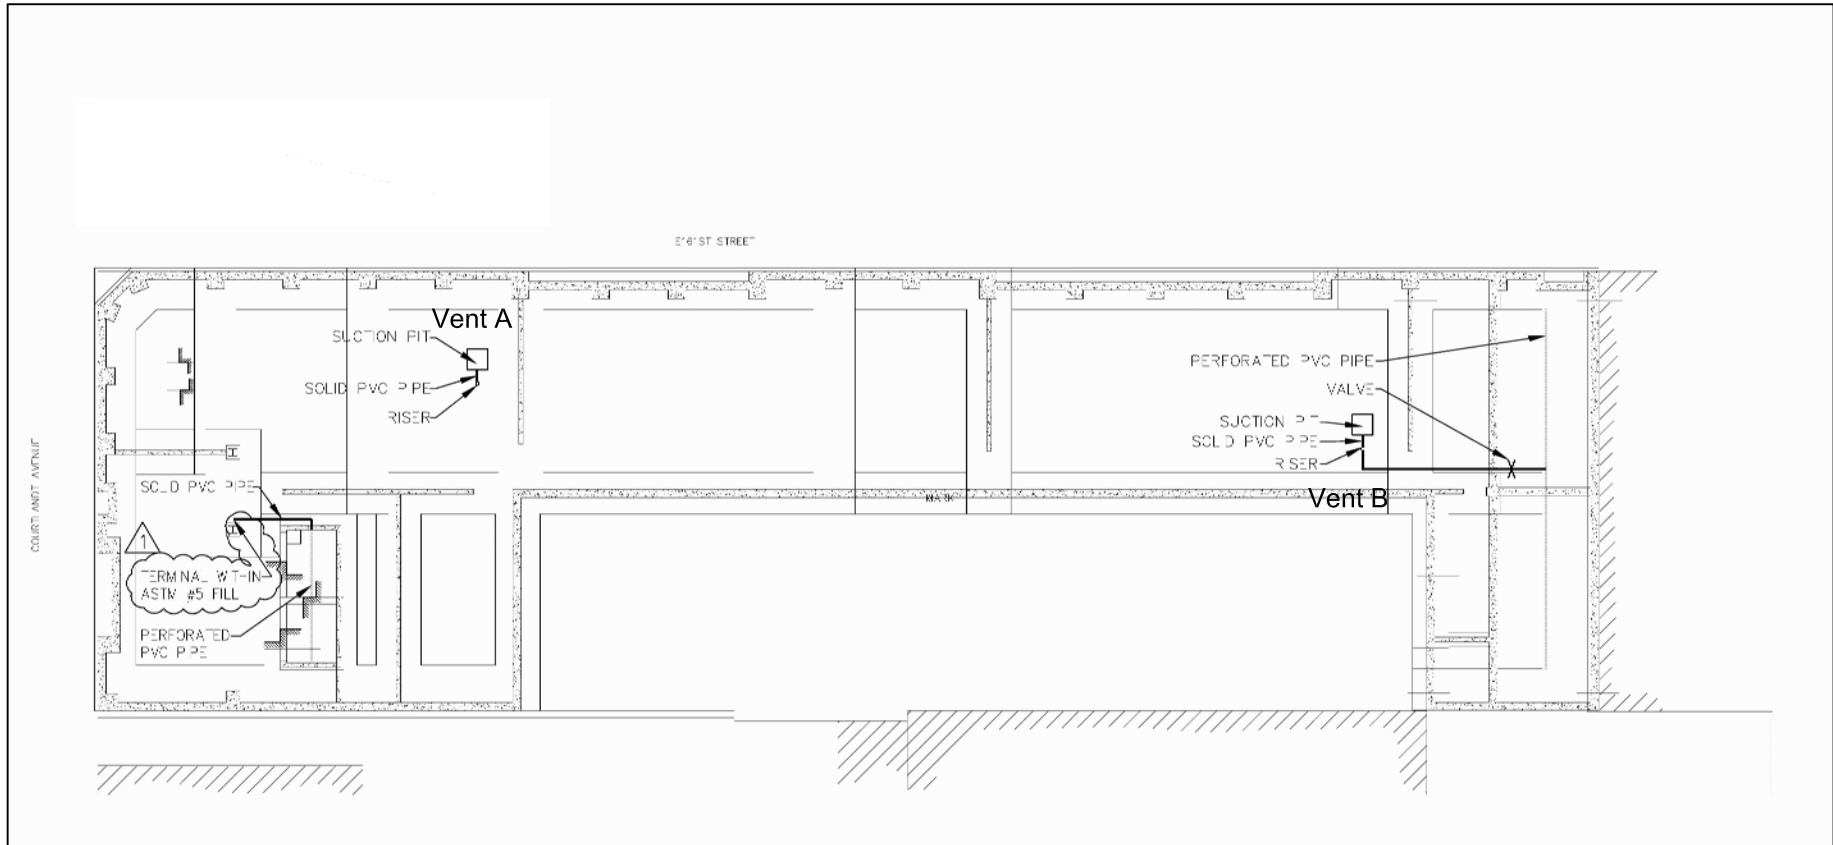 E161ST STREET
Vent A
SUCTION PIT
SOLID PVC PIPE
RISER
PERFORATED PVC PIPE
VALVE
SUCTION PIT
SOLID PVC PIPE
RISER
Vent B
COURTLANDT AVENUE
SOLID PVC PIPE
1
TERMINAL WITHIN
ASTM #5 FILL
PERFORATED
PVC PIPE